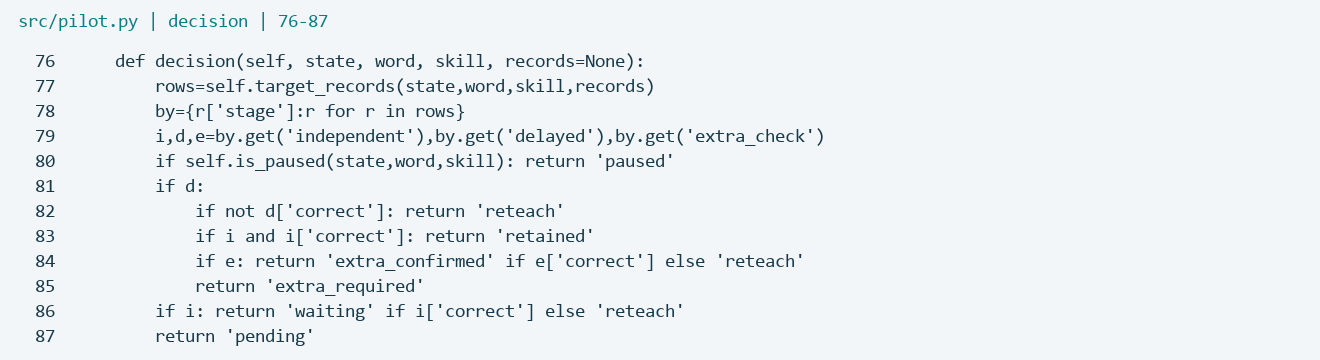 src/pilot.py | decision | 76-87
76      def decision(self, state, word, skill, records=None):
77          rows=self.target_records(state,word,skill,records)
78          by={r['stage']:r for r in rows}
79          i,d,e=by.get('independent'),by.get('delayed'),by.get('extra_check')
80          if self.is_paused(state,word,skill): return 'paused'
81          if d:
82              if not d['correct']: return 'reteach'
83              if i and i['correct']: return 'retained'
84              if e: return 'extra_confirmed' if e['correct'] else 'reteach'
85              return 'extra_required'
86          if i: return 'waiting' if i['correct'] else 'reteach'
87          return 'pending'